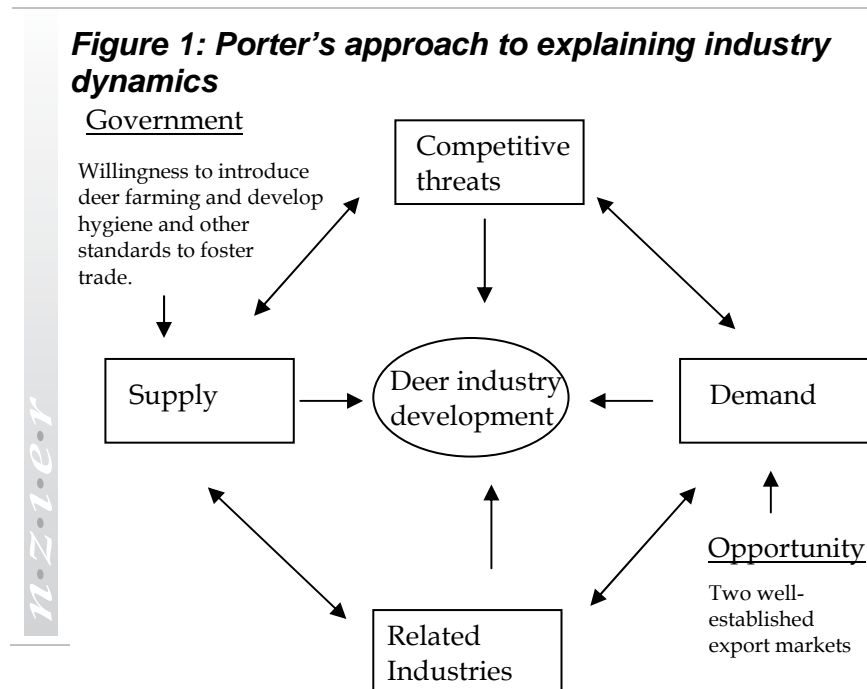 Figure 1: Porter's approach to explaining industry
dynamics
Government
Willingness to introduce
deer farming and develop
hygiene and other
standards to foster
trade.
Competitive
threats
Supply
Deer industry
development
Demand
Opportunity
Two well-
established
export markets
Related
Industries
n•z•i•e•r